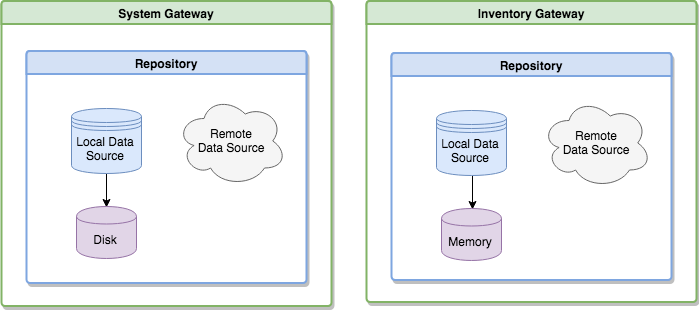 System Gateway
Repository
Local Data
Source
Remote
Data Source
Disk
Inventory Gateway
Repository
Local Data
Source
Remote
Data Source
Memory